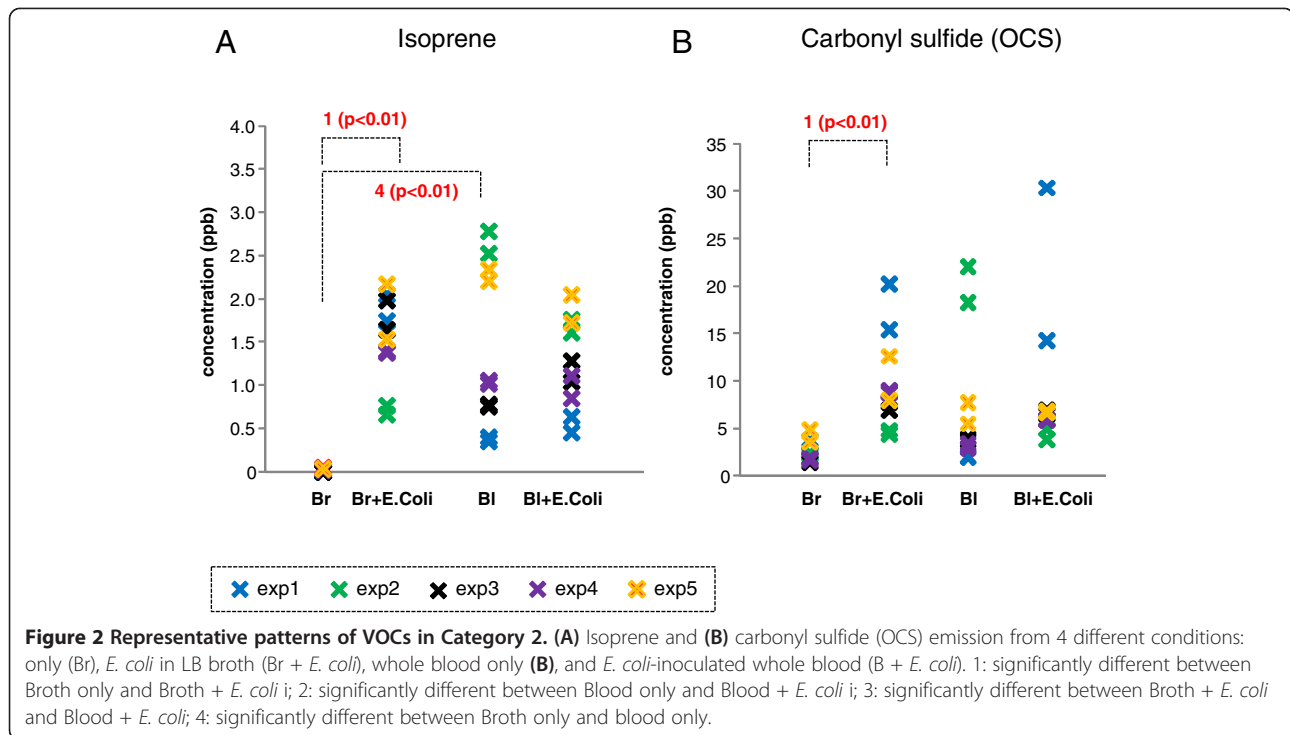 A Isoprene
B Carbonyl sulfide (OCS)
1 (p<0.01)
4 (p<0.01)
concentration (ppb)
4.0
3.5
3.0
2.5
2.0
1.5
1.0
0.5
0
Br Br+E.Coli Bl Bl+E.Coli
1 (p<0.01)
concentration (ppb)
35
30
25
20
15
10
5
0
Br Br+E.Coli Bl Bl+E.Coli
exp1 exp2 exp3 exp4 exp5
Figure 2 Representative patterns of VOCs in Category 2. (A) Isoprene and (B) carbonyl sulfide (OCS) emission from 4 different conditions:
only (Br), E. coli in LB broth (Br + E. coli), whole blood only (B), and E. coli-inoculated whole blood (B + E. coli). 1: significantly different between
Broth only and Broth + E. coli i; 2: significantly different between Blood only and Blood + E. coli i; 3: significantly different between Broth + E. coli
and Blood + E. coli; 4: significantly different between Broth only and blood only.